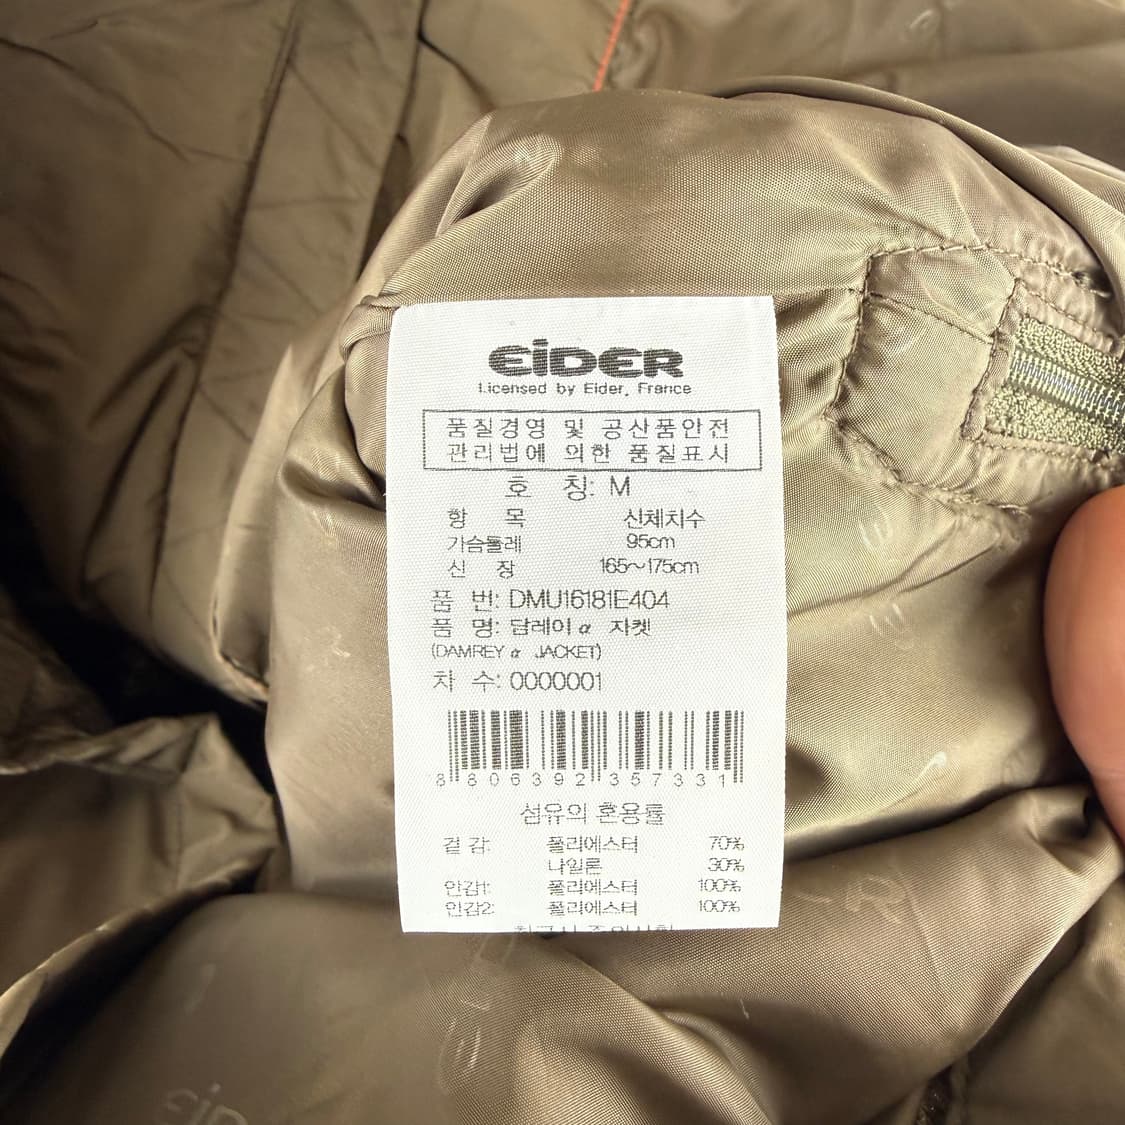 EiDER
Licensed by Eider, France
품질경영 및 공산품안전
관리법에 의한 품질표시
호 칭: M
항 목 신체치수
가슴둘레 95cm
신 장 165~175cm
품 번: DMU16181E404
품 명: 담레이α 자켓
(DAMREY α JACKET)
차 수: 0000001
8806392357331
섬유의 혼용률
겉감: 폴리에스터 70%
나일론 30%
안감1: 폴리에스터 100%
안감2: 폴리에스터 100%